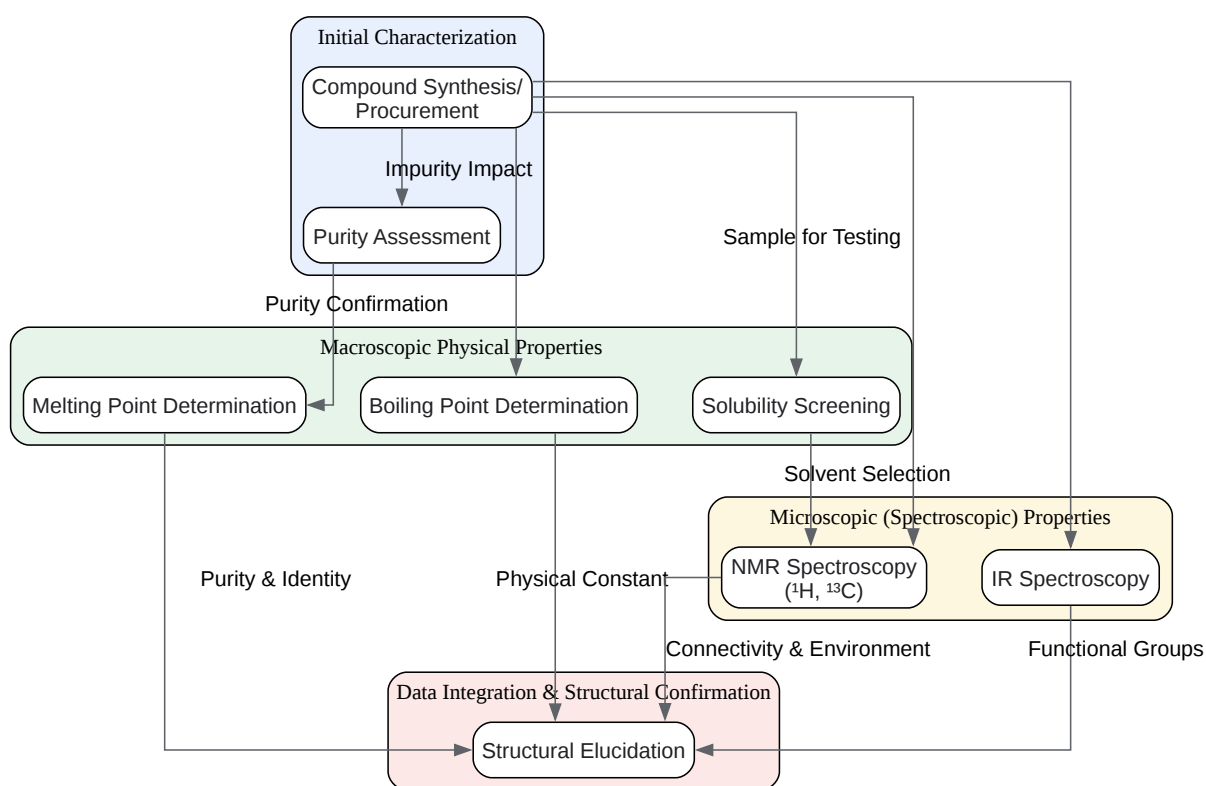 Initial Characterization
Compound Synthesis/
Procurement
Impurity Impact
Purity Assessment
Sample for Testing
Purity Confirmation
Macroscopic Physical Properties
Melting Point Determination
Boiling Point Determination
Solubility Screening
Solvent Selection
Microscopic (Spectroscopic) Properties
NMR Spectroscopy
(¹H, ¹³C)
IR Spectroscopy
Purity & Identity
Physical Constant
Connectivity & Environment
Functional Groups
Data Integration & Structural Confirmation
Structural Elucidation